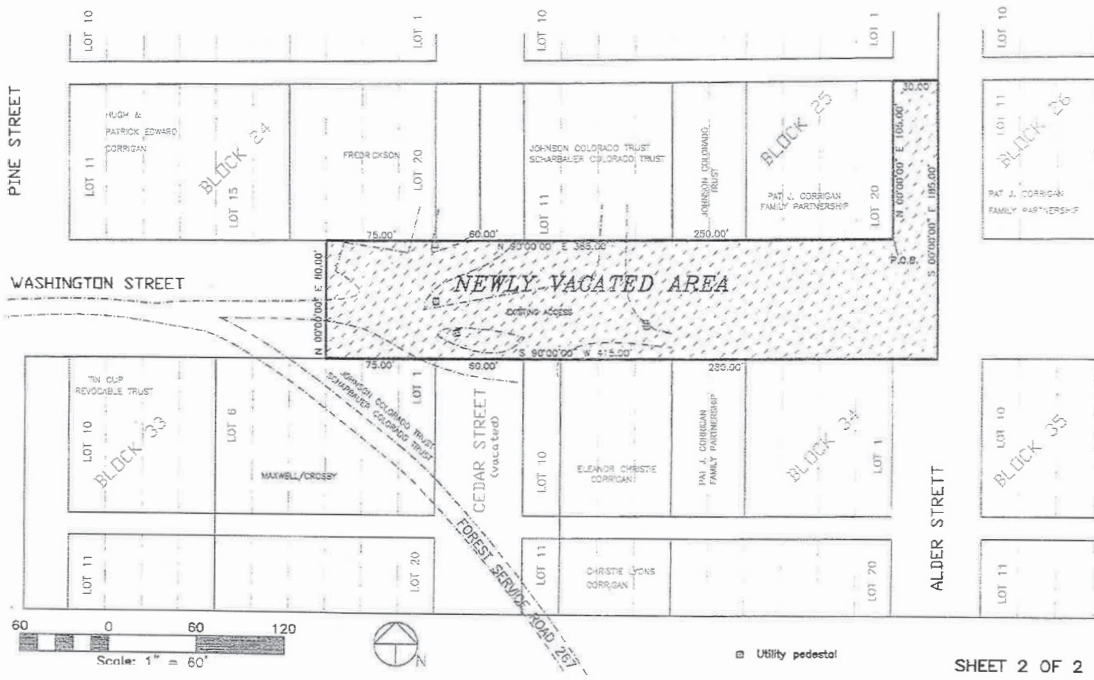 LOT 10
LOT 1
LOT 10
LOT 1
LOT 10
PINE STREET
HUGH &
PATRICK EDWARD
CORRIGAN
LOT 11
BLOCK 24
LOT 15
FREDRICKSON
LOT 20
JOHNSON COLORADO TRUST
SCHARBAUER COLORADO TRUST
LOT 11
JOHNSON COLORADO
TRUST
BLOCK 25
PAT J. CORRIGAN
FAMILY PARTNERSHIP
LOT 20
30.00'
N 00°00'00" E 105.00'
S 00°00'00" E 185.00'
LOT 11
BLOCK 26
PAT J. CORRIGAN
FAMILY PARTNERSHIP
75.00'
60.00'
N 90°00'00" E 385.00'
250.00'
P.O.B.
WASHINGTON STREET
N 00°00'00" E 80.00'
NEWLY VACATED AREA
EXISTING ACCESS
S 90°00'00" W 415.00'
75.00'
60.00'
280.00'
TIN CUP
REVOCABLE TRUST
LOT 10
BLOCK 33
LOT 6
JOHNSON COLORADO TRUST
SCHARBAUER COLORADO TRUST
LOT 1
MAXWELL/CROSBY
CEDAR STREET
(vacated)
LOT 10
ELEANOR CHRISTIE
CORRIGAN
PAT J. CORRIGAN
FAMILY PARTNERSHIP
BLOCK 34
LOT 1
ALDER STRETT
LOT 10
BLOCK 35
LOT 11
LOT 20
FOREST SERVICE ROAD 267
LOT 11
CHRISTIE LYONS
CORRIGAN
LOT 20
LOT 11
60 0 60 120
Scale: 1" = 60'
N
Utility pedestal
SHEET 2 OF 2